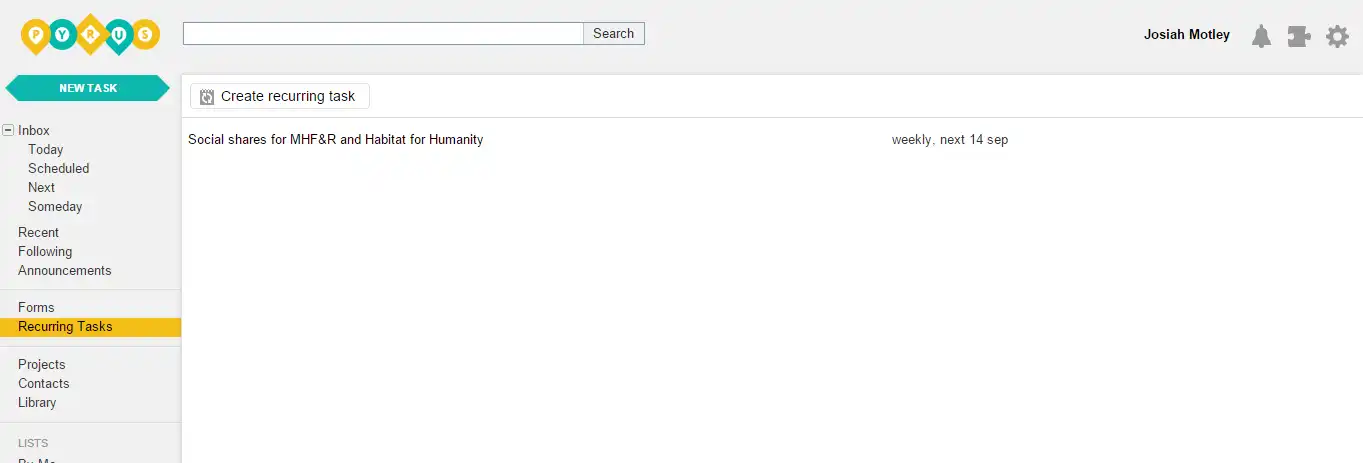 PYRUS
Search
Josiah Motley
NEW TASK
Create recurring task
Inbox
Today
Scheduled
Next
Someday
Recent
Following
Announcements
Forms
Recurring Tasks
Projects
Contacts
Library
LISTS
Social shares for MHF&R and Habitat for Humanity
weekly, next 14 sep